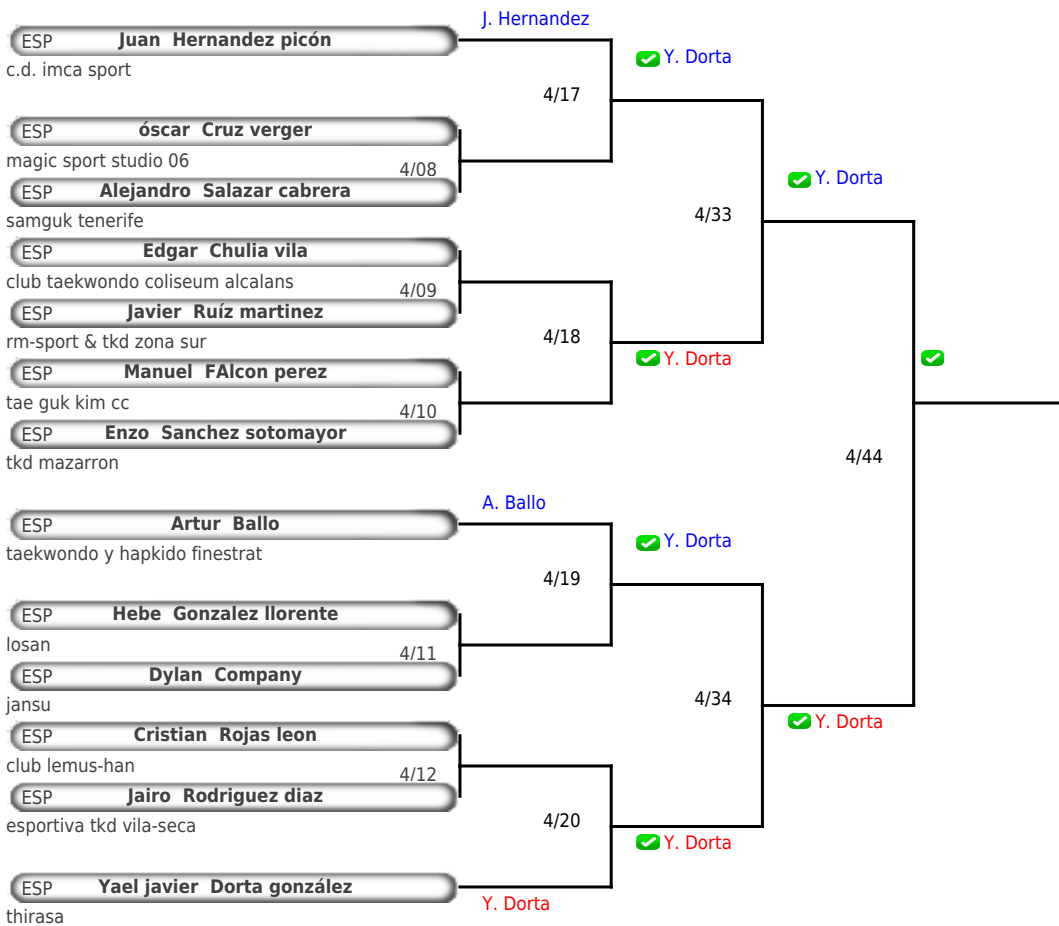 J. Hernandez
ESP Juan Hernandez picón
c.d. imca sport
Y. Dorta
4/17
ESP óscar Cruz verger
magic sport studio 06
4/08
ESP Alejandro Salazar cabrera
samguk tenerife
Y. Dorta
4/33
ESP Edgar Chulia vila
club taekwondo coliseum alcalans
4/09
ESP Javier Ruíz martinez
rm-sport & tkd zona sur
4/18
Y. Dorta
ESP Manuel FAlcon perez
tae guk kim cc
4/10
ESP Enzo Sanchez sotomayor
tkd mazarron
4/44
A. Ballo
ESP Artur Ballo
taekwondo y hapkido finestrat
Y. Dorta
4/19
ESP Hebe Gonzalez llorente
losan
4/11
ESP Dylan Company
jansu
4/34
Y. Dorta
ESP Cristian Rojas leon
club lemus-han
4/12
ESP Jairo Rodriguez diaz
esportiva tkd vila-seca
4/20
Y. Dorta
ESP Yael javier Dorta gonzález
thirasa
Y. Dorta